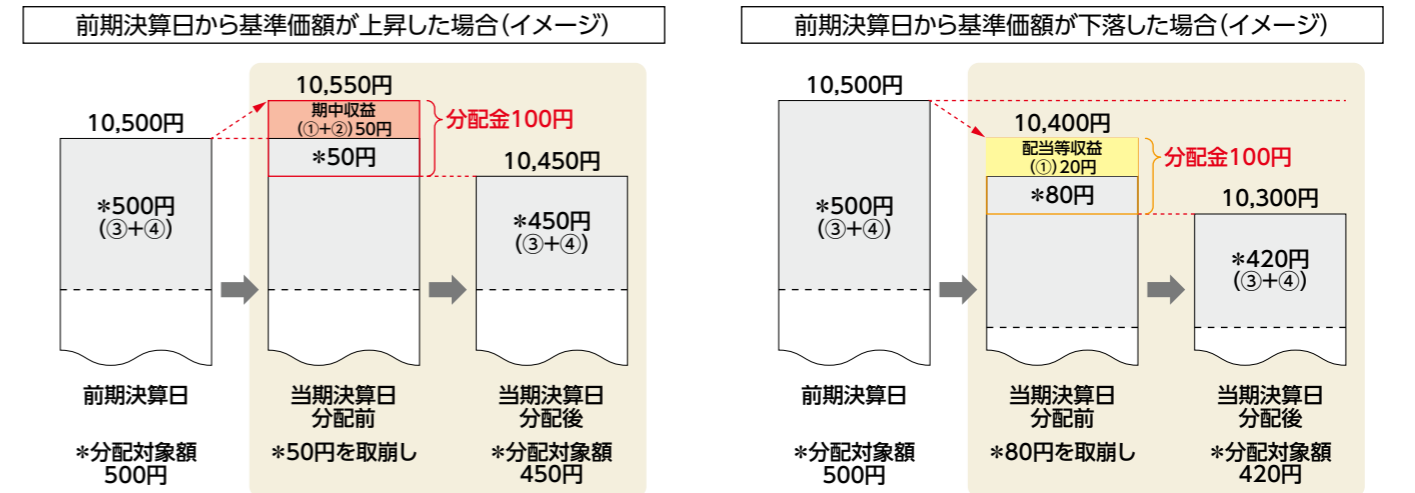 前期決算日から基準価額が上昇した場合(イメージ)
10,500円
*500円
(③+④)
前期決算日
*分配対象額
500円
10,550円
期中収益
(①+②)50円
*50円
分配金100円
当期決算日
分配前
*50円を取崩し
10,450円
*450円
(③+④)
当期決算日
分配後
*分配対象額
450円
前期決算日から基準価額が下落した場合(イメージ)
10,500円
*500円
(③+④)
前期決算日
*分配対象額
500円
10,400円
配当等収益
(①)20円
*80円
分配金100円
当期決算日
分配前
*80円を取崩し
10,300円
*420円
(③+④)
当期決算日
分配後
*分配対象額
420円